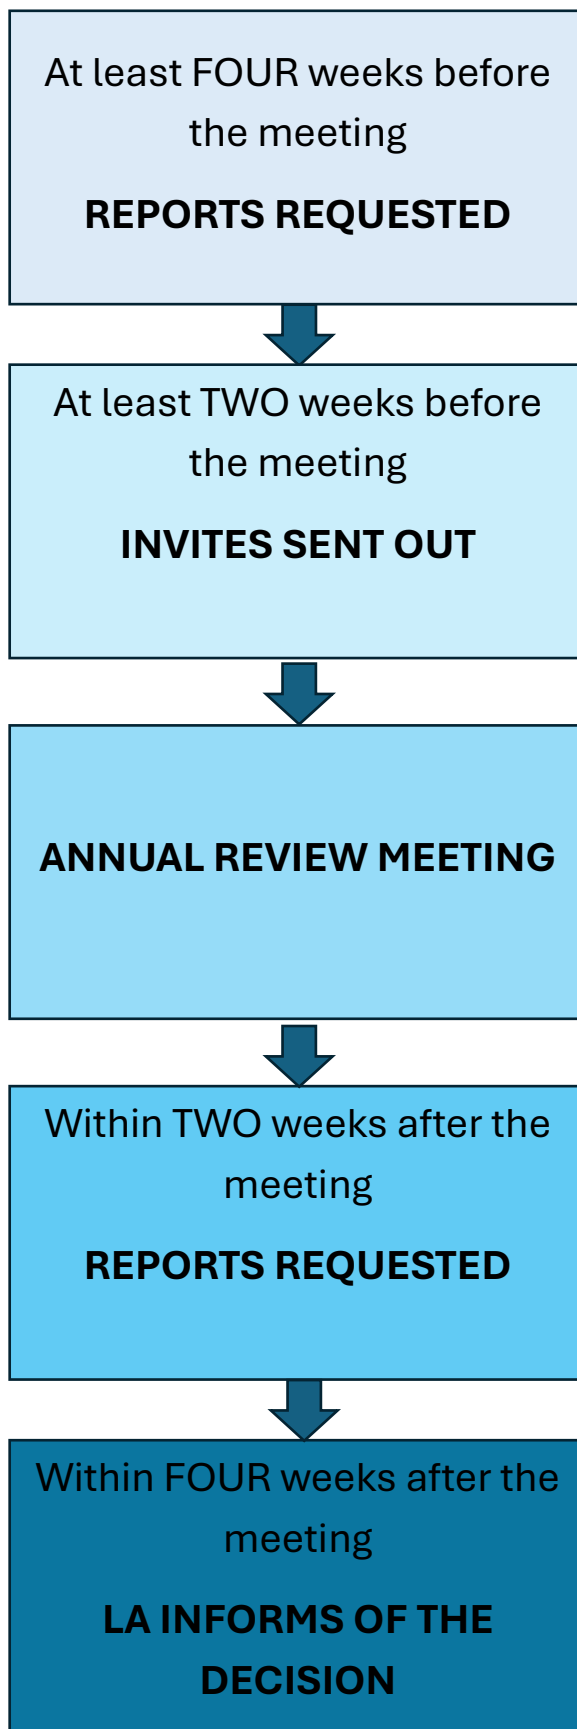 At least FOUR weeks before
the meeting
REPORTS REQUESTED
At least TWO weeks before
the meeting
INVITES SENT OUT
ANNUAL REVIEW MEETING
Within TWO weeks after the
meeting
REPORTS REQUESTED
Within FOUR weeks after the
meeting
LA INFORMS OF THE
DECISION